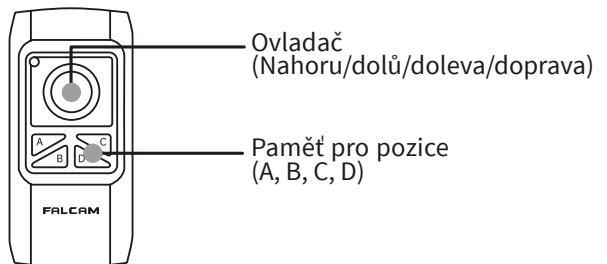 Ovladač
(Nahoru/dolů/doleva/doprava)
A
C
B
D
Paměť pro pozice
(A, B, C, D)
FALCAM